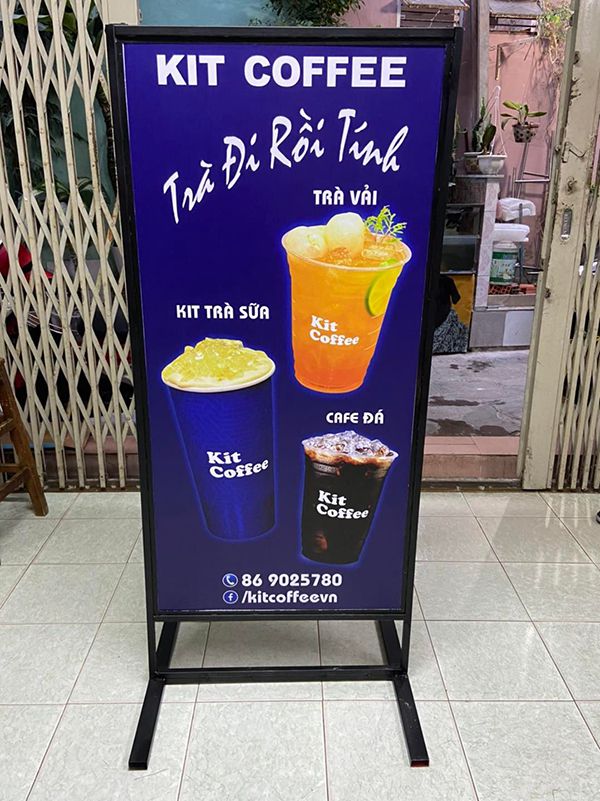 KIT COFFEE
Trà Đí Rồi Tính
TRÀ VẢI
Kit
Coffee
KIT TRÀ SỮA
CAFE ĐÁ
Kit
Coffee
Kit
Coffee
86 9025780
/kitcoffeevn